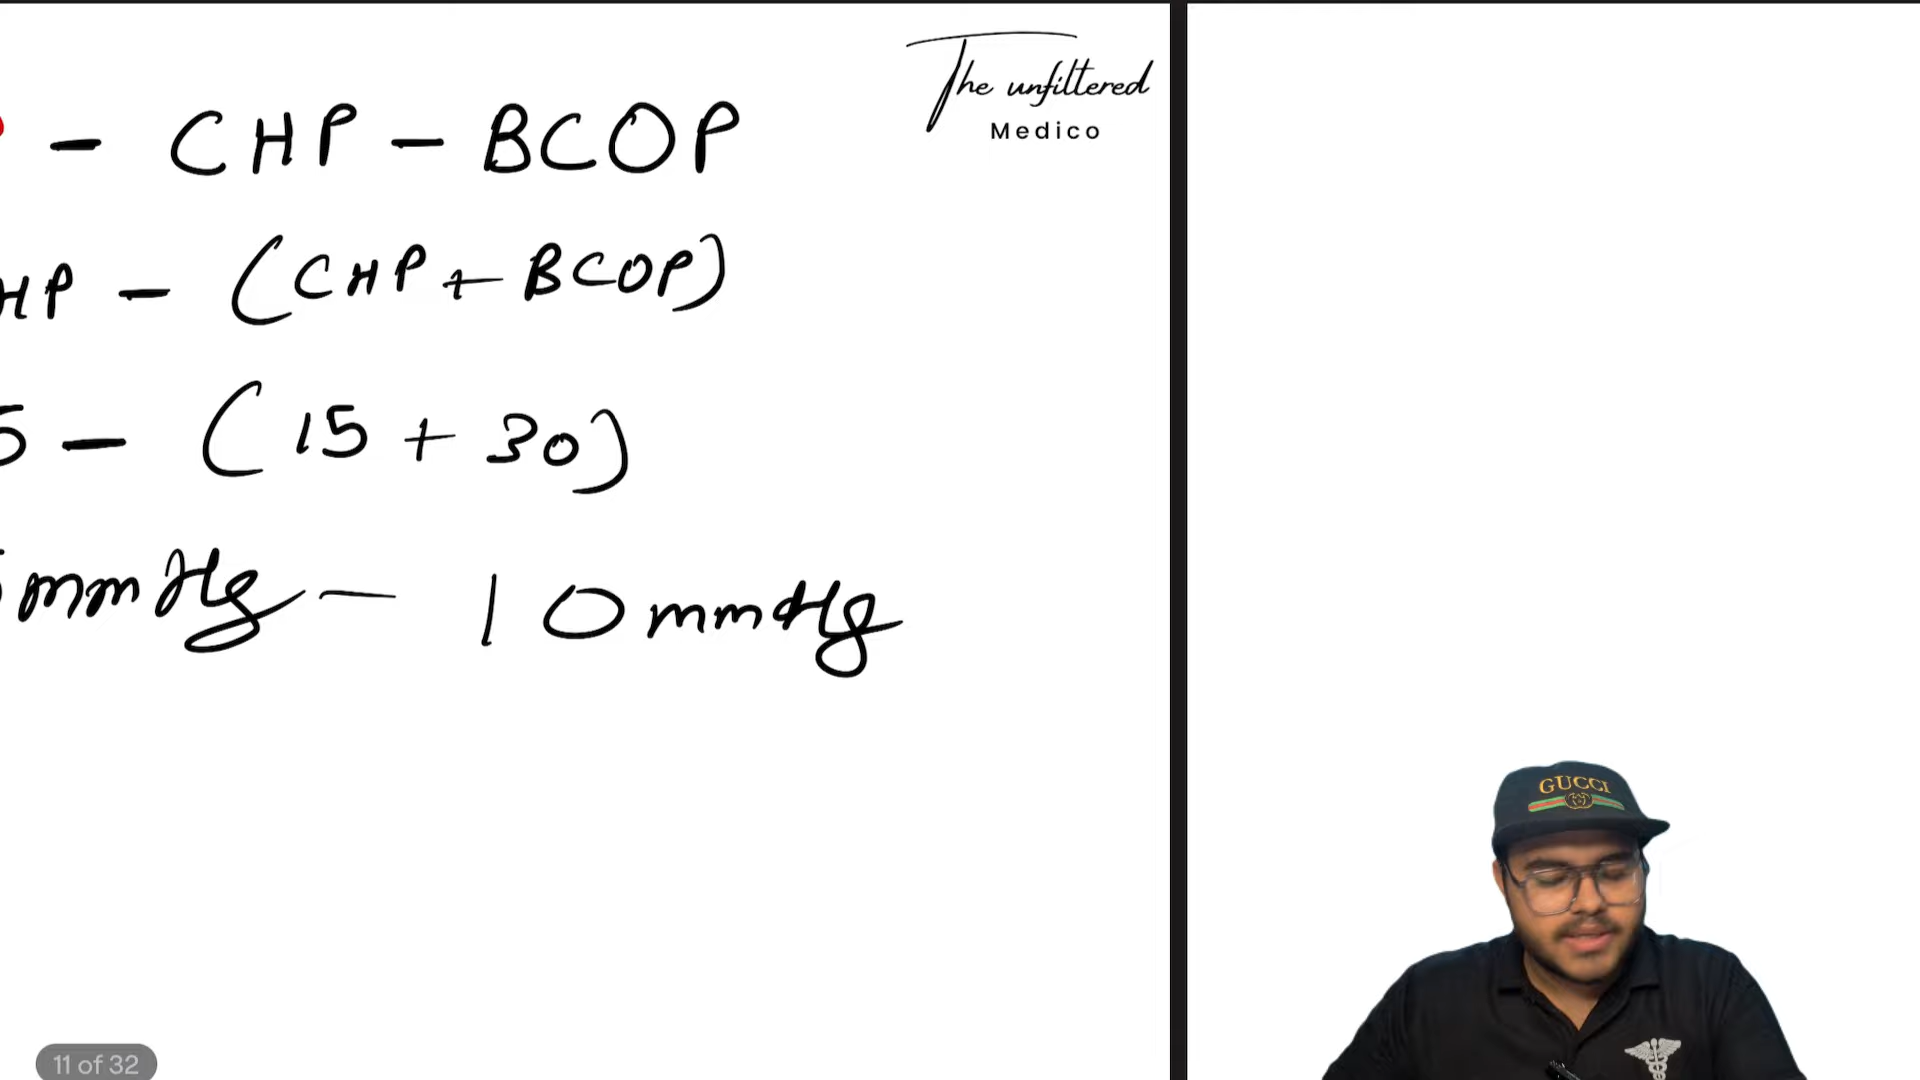 The unfiltered
Medico
- CHP - BCOP
HP - (CHP + BCOP)
5 - (15 + 30)
mmHg - 10 mmHg
GUCCI
11 of 32